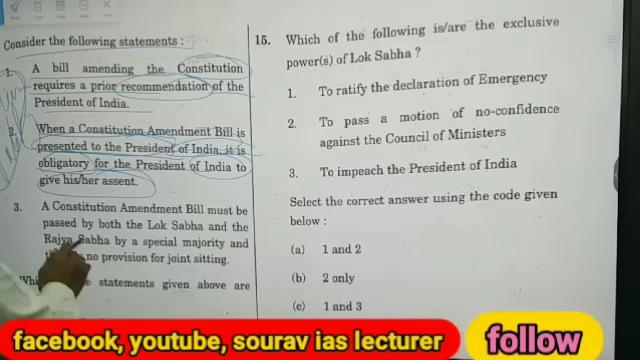 Consider the following statements :
1. A bill amending the Constitution
requires a prior recommendation of the
President of India.
2. When a Constitution Amendment Bill is
presented to the President of India, it is
obligatory for the President of India to
give his/her assent.
3. A Constitution Amendment Bill must be
passed by both the Lok Sabha and the
Rajya Sabha by a special majority and
no provision for joint sitting.
statements given above are
15. Which of the following is/are the exclusive
power(s) of Lok Sabha ?
1. To ratify the declaration of Emergency
2. To pass a motion of no-confidence
against the Council of Ministers
3. To impeach the President of India
Select the correct answer using the code given
below :
(a) 1 and 2
(b) 2 only
(c) 1 and 3
facebook, youtube, sourav ias lecturer
follow